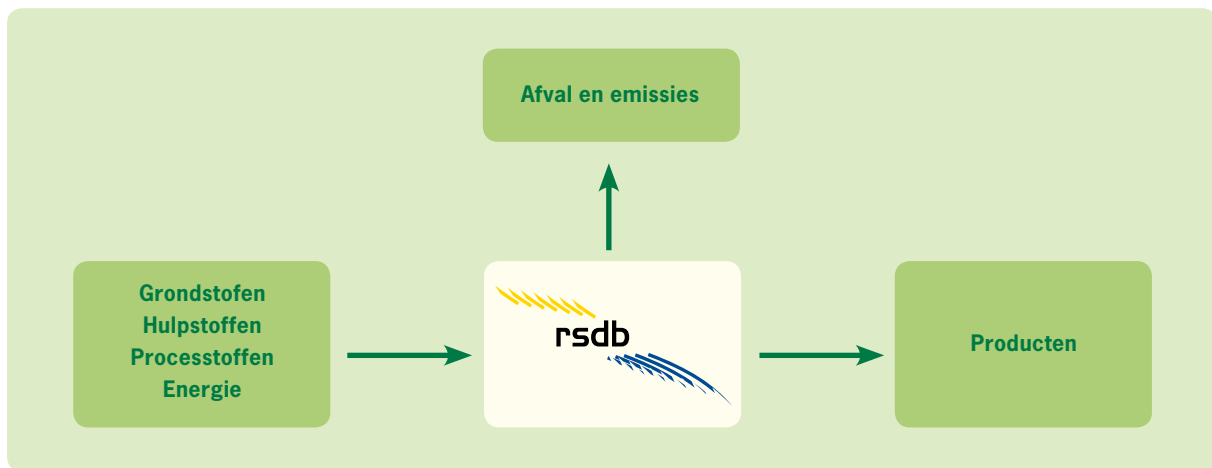 Afval en emissies
Grondstofen
Hulpstoffen
Processtoffen
Energie
rsdb
Producten